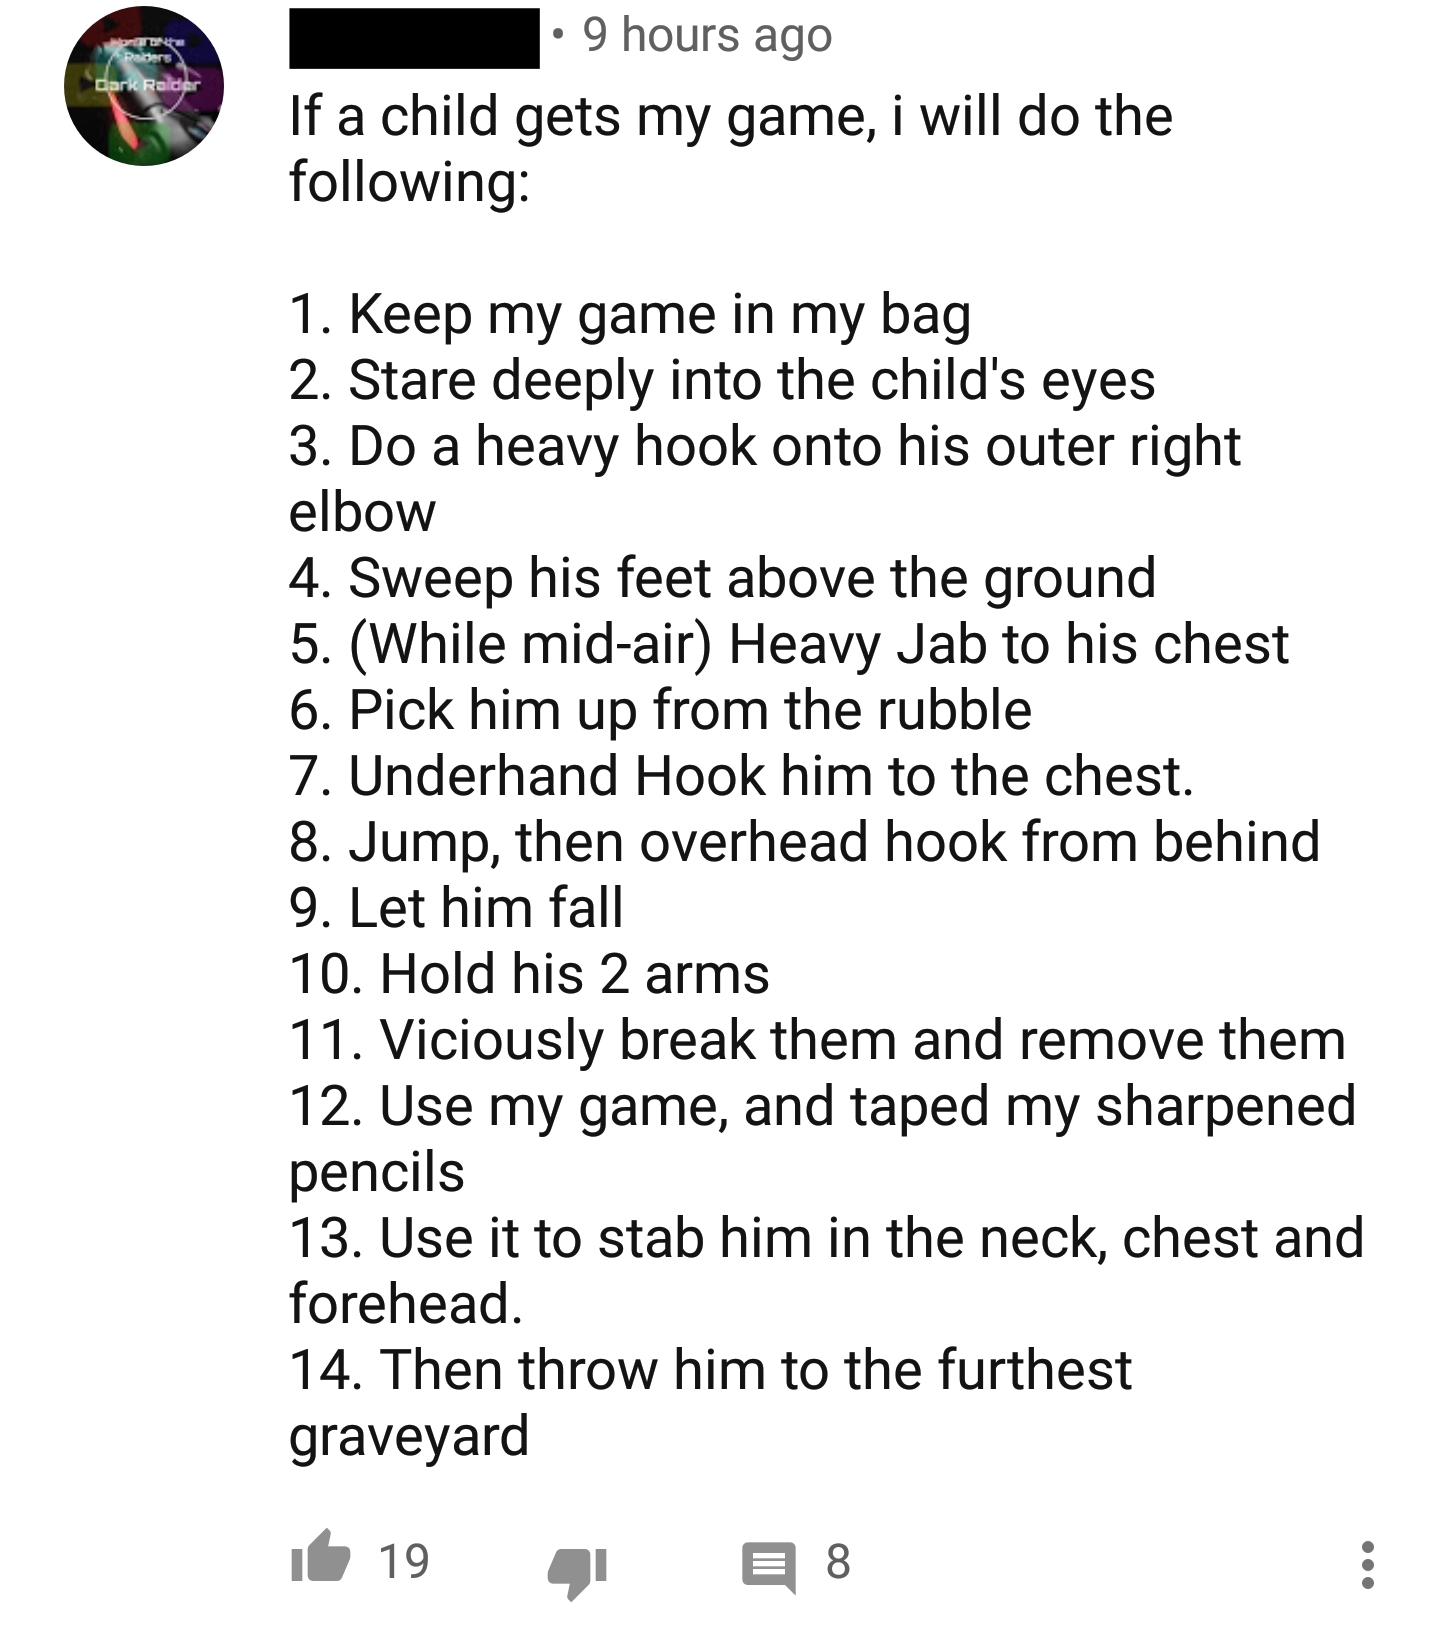 • 9 hours ago
Raiders
Dark Raider
If a child gets my game, i will do the
following:
1. Keep my game in my bag
2. Stare deeply into the child's eyes
3. Do a heavy hook onto his outer right
elbow
4. Sweep his feet above the ground
5. (While mid-air) Heavy Jab to his chest
6. Pick him up from the rubble
7. Underhand Hook him to the chest.
8. Jump, then overhead hook from behind
9. Let him fall
10. Hold his 2 arms
11. Viciously break them and remove them
12. Use my game, and taped my sharpened
pencils
13. Use it to stab him in the neck, chest and
forehead.
14. Then throw him to the furthest
graveyard
19
8